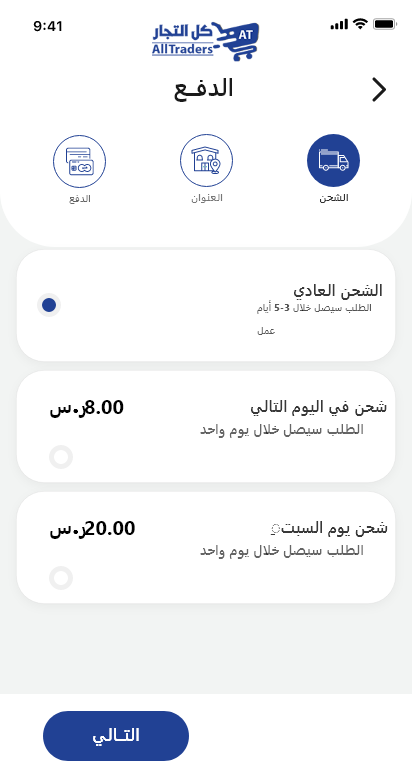 9:41
كل التجار
AT
AllTraders
الدفـع
الشحن
العنوان
الدفع
الشحن العادي
الطلب سيصل خلال 3-5 أيام
عمل
شحن في اليوم التالي
8.00ر.س
الطلب سيصل خلال يوم واحد
شحن يوم السبت
20.00ر.س
الطلب سيصل خلال يوم واحد
التـالي